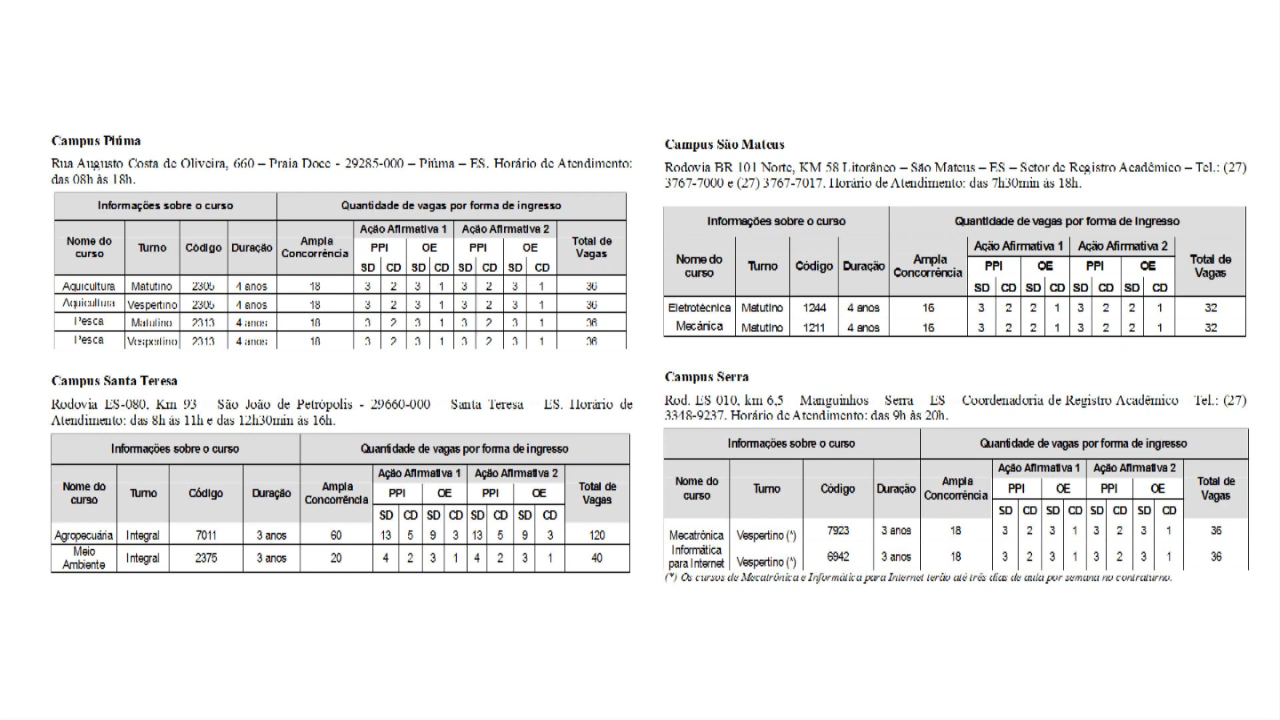 Campus Piúma
Rua Augusto Costa de Oliveira, 660 – Praia Doce - 29285-000 – Piúma – ES. Horário de Atendimento:
das 08h às 18h.
Informações sobre o curso Quantidade de vagas por forma de ingresso
Nome do curso Turno Código Duração Ampla Concorrência Ação Afirmativa 1 Ação Afirmativa 2 Total de Vagas
PPI OE PPI OE
SD CD SD CD SD CD SD CD
Aquicultura Matutino 2305 4 anos 18 3 2 3 1 3 2 3 1 36
Aquicultura Vespertino 2305 4 anos 18 3 2 3 1 3 2 3 1 36
Pesca Matutino 2313 4 anos 18 3 2 3 1 3 2 3 1 36
Pesca Vespertino 2313 4 anos 18 3 2 3 1 3 2 3 1 36
Campus Santa Teresa
Rodovia ES-080, Km 93 São João de Petrópolis - 29660-000 Santa Teresa ES. Horário de
Atendimento: das 8h às 11h e das 12h30min às 16h.
Informações sobre o curso Quantidade de vagas por forma de ingresso
Nome do curso Turno Código Duração Ampla Concorrência Ação Afirmativa 1 Ação Afirmativa 2 Total de Vagas
PPI OE PPI OE
SD CD SD CD SD CD SD CD
Agropecuária Integral 7011 3 anos 60 13 5 9 3 13 5 9 3 120
Meio Ambiente Integral 2375 3 anos 20 4 2 3 1 4 2 3 1 40
Campus São Mateus
Rodovia BR 101 Norte, KM 58 Litorâneo – São Mateus – ES – Setor de Registro Acadêmico – Tel.: (27)
3767-7000 e (27) 3767-7017. Horário de Atendimento: das 7h30min às 18h.
Informações sobre o curso Quantidade de vagas por forma de Ingresso
Nome do curso Turno Código Duração Ampla Concorrência Ação Afirmativa 1 Ação Afirmativa 2 Total de Vagas
PPI OE PPI OE
SD CD SD CD SD CD SD CD
Eletrotécnica Matutino 1244 4 anos 16 3 2 2 1 3 2 2 1 32
Mecânica Matutino 1211 4 anos 16 3 2 2 1 3 2 2 1 32
Campus Serra
Rod. ES 010, km 6,5 Manguinhos Serra ES Coordenadoria de Registro Acadêmico Tel.: (27)
3348-9237. Horário de Atendimento: das 9h às 20h.
Informações sobre o curso Quantidade de vagas por forma de ingresso
Nome do curso Turno Código Duração Ampla Concorrência Ação Afirmativa 1 Ação Afirmativa 2 Total de Vagas
PPI OE PPI OE
SD CD SD CD SD CD SD CD
Mecatrônica Vespertino (*) 7923 3 anos 18 3 2 3 1 3 2 3 1 36
Informática para Internet Vespertino (*) 6942 3 anos 18 3 2 3 1 3 2 3 1 36
(*) Os cursos de Mecatrônica e Informática para Internet terão até três dias de aula por semana no contraturno.